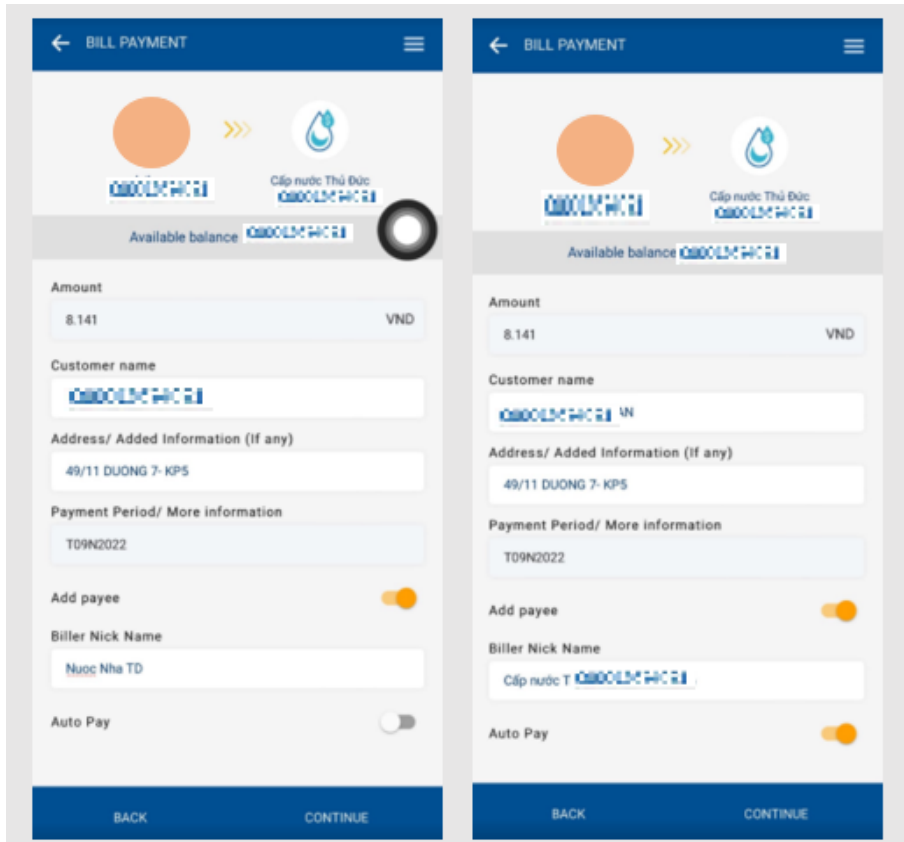 BILL PAYMENT
Cấp nước Thủ Đức
Available balance
Amount
8.141 VND
Customer name
Address/ Added Information (If any)
49/11 DUONG 7- KP5
Payment Period/ More information
T09N2022
Add payee
Biller Nick Name
Nuoc Nha TD
Auto Pay
BACK CONTINUE
BILL PAYMENT
Cấp nước Thủ Đức
Available balance
Amount
8.141 VND
Customer name
AN
Address/ Added Information (If any)
49/11 DUONG 7- KP5
Payment Period/ More information
T09N2022
Add payee
Biller Nick Name
Cấp nước T
Auto Pay
BACK CONTINUE